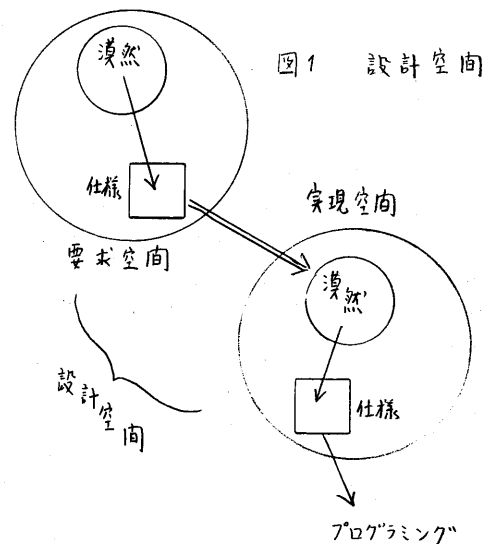 漠然
図1 設計空間
仕様
要求空間
実現空間
漠然
設計空間
仕様
プログラミング